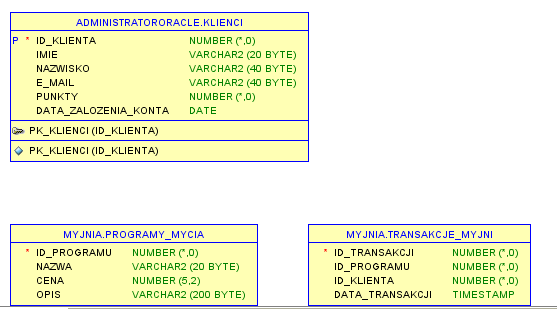 ADMINISTRATORORACLE.KLIENCI
P * ID_KLIENTA NUMBER (*,0)
IMIE VARCHAR2 (20 BYTE)
NAZWISKO VARCHAR2 (40 BYTE)
E_MAIL VARCHAR2 (40 BYTE)
PUNKTY NUMBER (*,0)
DATA_ZALOZENIA_KONTA DATE
PK_KLIENCI (ID_KLIENTA)
PK_KLIENCI (ID_KLIENTA)
MYJNIA.PROGRAMY_MYCIA
* ID_PROGRAMU NUMBER (*,0)
NAZWA VARCHAR2 (20 BYTE)
CENA NUMBER (5,2)
OPIS VARCHAR2 (200 BYTE)
MYJNIA.TRANSAKCJE_MYJNI
* ID_TRANSAKCJI NUMBER (*,0)
ID_PROGRAMU NUMBER (*,0)
ID_KLIENTA NUMBER (*,0)
DATA_TRANSAKCJI TIMESTAMP